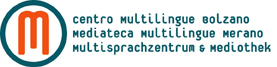 m
centro multilingue bolzano
mediateca multilingue merano
multisprachzentrum & mediothek